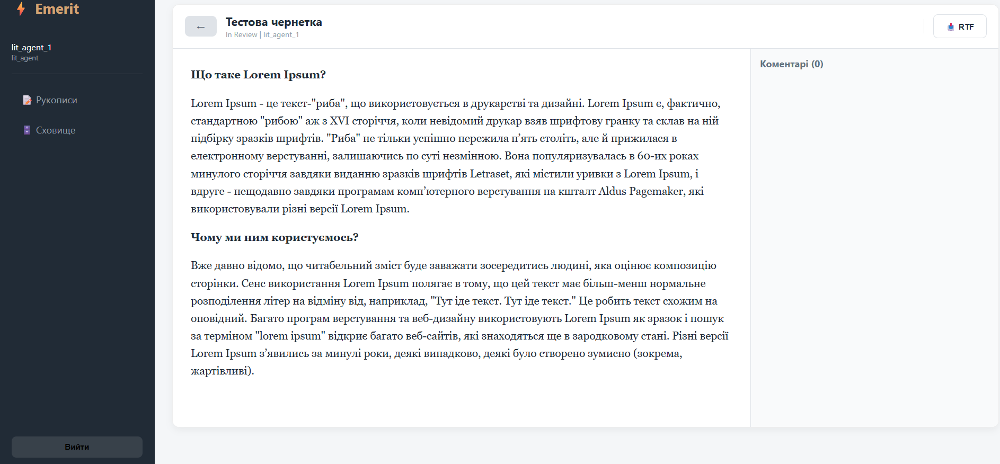 Emerit
lit_agent_1
lit_agent
Рукописи
Сховище
Вийти
←
Тестова чернетка
In Review | lit_agent_1
RTF
Що таке Lorem Ipsum?
Lorem Ipsum - це текст-"риба", що використовується в друкарстві та дизайні. Lorem Ipsum є, фактично,
стандартною "рибою" аж з XVI сторіччя, коли невідомий друкар взяв шрифтову гранку та склав на ній
підбірку зразків шрифтів. "Риба" не тільки успішно пережила п’ять століть, але й прижилася в
електронному верстуванні, залишаючись по суті незмінною. Вона популяризувалась в 60-их роках
минулого сторіччя завдяки виданню зразків шрифтів Letraset, які містили уривки з Lorem Ipsum, і
вдруге - нещодавно завдяки програмам комп’ютерного верстування на кшталт Aldus Pagemaker, які
використовували різні версії Lorem Ipsum.
Чому ми ним користуємось?
Вже давно відомо, що читабельний зміст буде заважати зосередитись людині, яка оцінює композицію
сторінки. Сенс використання Lorem Ipsum полягає в тому, що цей текст має більш-менш нормальне
розподілення літер на відміну від, наприклад, "Тут іде текст. Тут іде текст." Це робить текст схожим на
оповідний. Багато програм верстування та веб-дизайну використовують Lorem Ipsum як зразок і пошук
за терміном "lorem ipsum" відкриє багато веб-сайтів, які знаходяться ще в зародковому стані. Різні версії
Lorem Ipsum з’явились за минулі роки, деякі випадково, деякі було створено зумисно (зокрема,
жартівливі).
Коментарі (0)